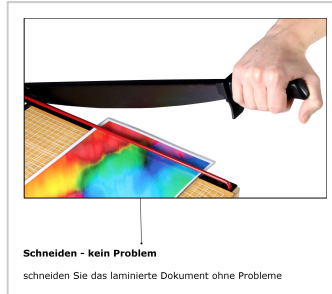 Schneiden - kein Problem
schneiden Sie das laminierte Dokument ohne Probleme